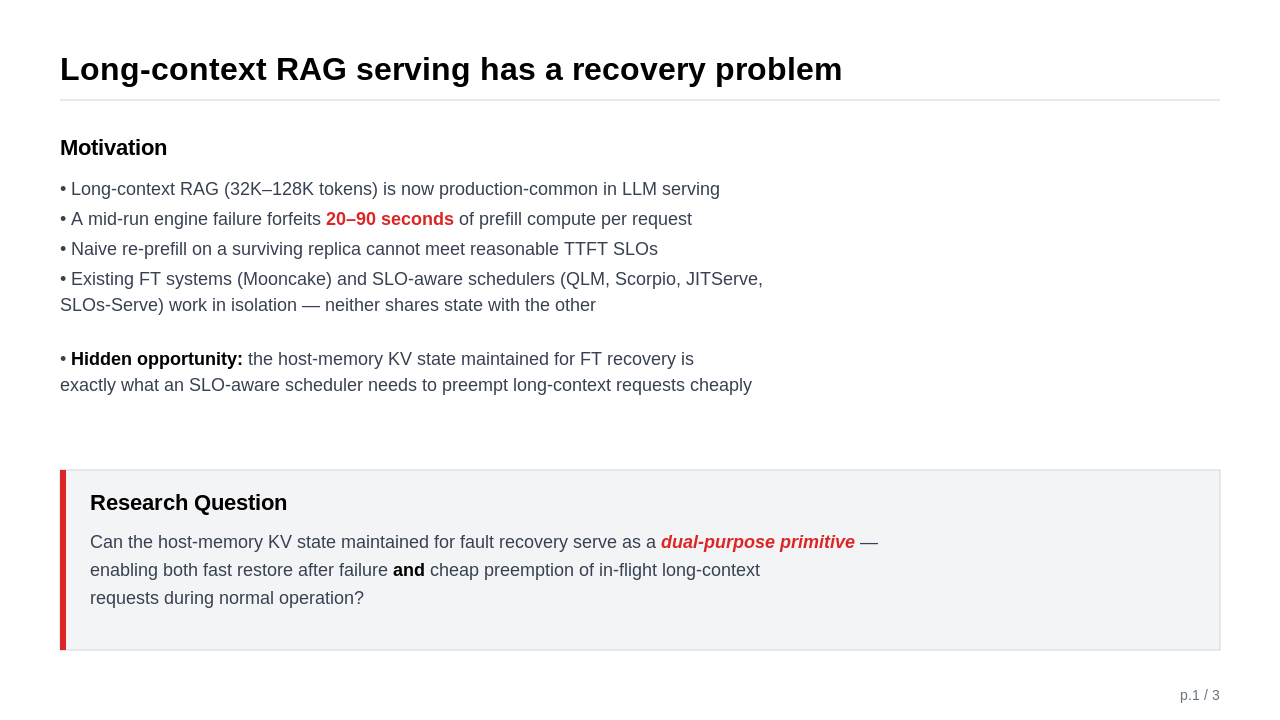 Long-context RAG serving has a recovery problem
Motivation
• Long-context RAG (32K–128K tokens) is now production-common in LLM serving
• A mid-run engine failure forfeits 20–90 seconds of prefill compute per request
• Naive re-prefill on a surviving replica cannot meet reasonable TTFT SLOs
• Existing FT systems (Mooncake) and SLO-aware schedulers (QLM, Scorpio, JITServe,
SLOs-Serve) work in isolation — neither shares state with the other
• Hidden opportunity: the host-memory KV state maintained for FT recovery is
exactly what an SLO-aware scheduler needs to preempt long-context requests cheaply
Research Question
Can the host-memory KV state maintained for fault recovery serve as a dual-purpose primitive —
enabling both fast restore after failure and cheap preemption of in-flight long-context
requests during normal operation?
p.1 / 3